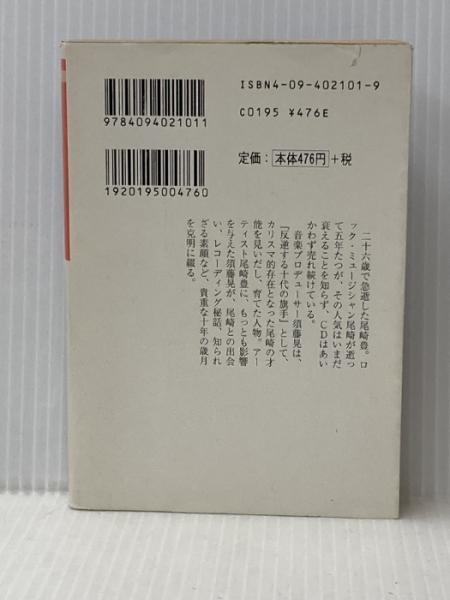 ISBN4-09-402101-9
C0195 ¥476E
9784094021011
定価：本体476円+税
1920195004760
二十六歳で急逝した尾崎豊。ロ
ック・ミュージシャン尾崎が逝っ
て五年たつが、その人気はいまだ
衰えることを知らず、CDはあい
かわらず売れ続けている。
音楽プロデューサー須藤晃は、
『反逆する十代の旗手』として、
カリスマ的存在となった尾崎の才
能を見いだし、育てた人物。アー
ティスト尾崎豊に、もっとも影響
を与えた須藤晃が、尾崎との出会
い、レコーディング秘話、知られ
ざる素顔など、貴重な十年の歳月
を克明に綴る。